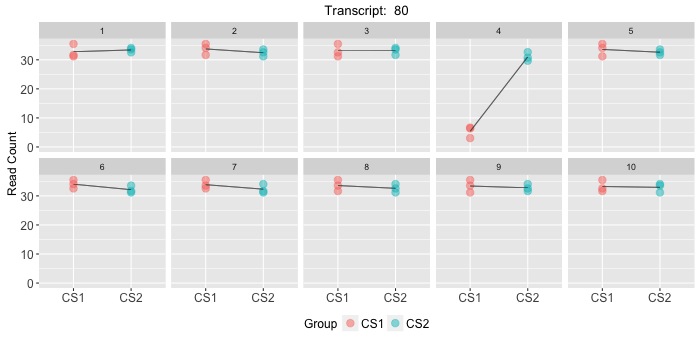 Transcript: 80
1 2 3 4 5
30
20
10
0
Read Count
6 7 8 9 10
30
20
10
0
CS1 CS2 CS1 CS2 CS1 CS2 CS1 CS2 CS1 CS2
Group CS1 CS2